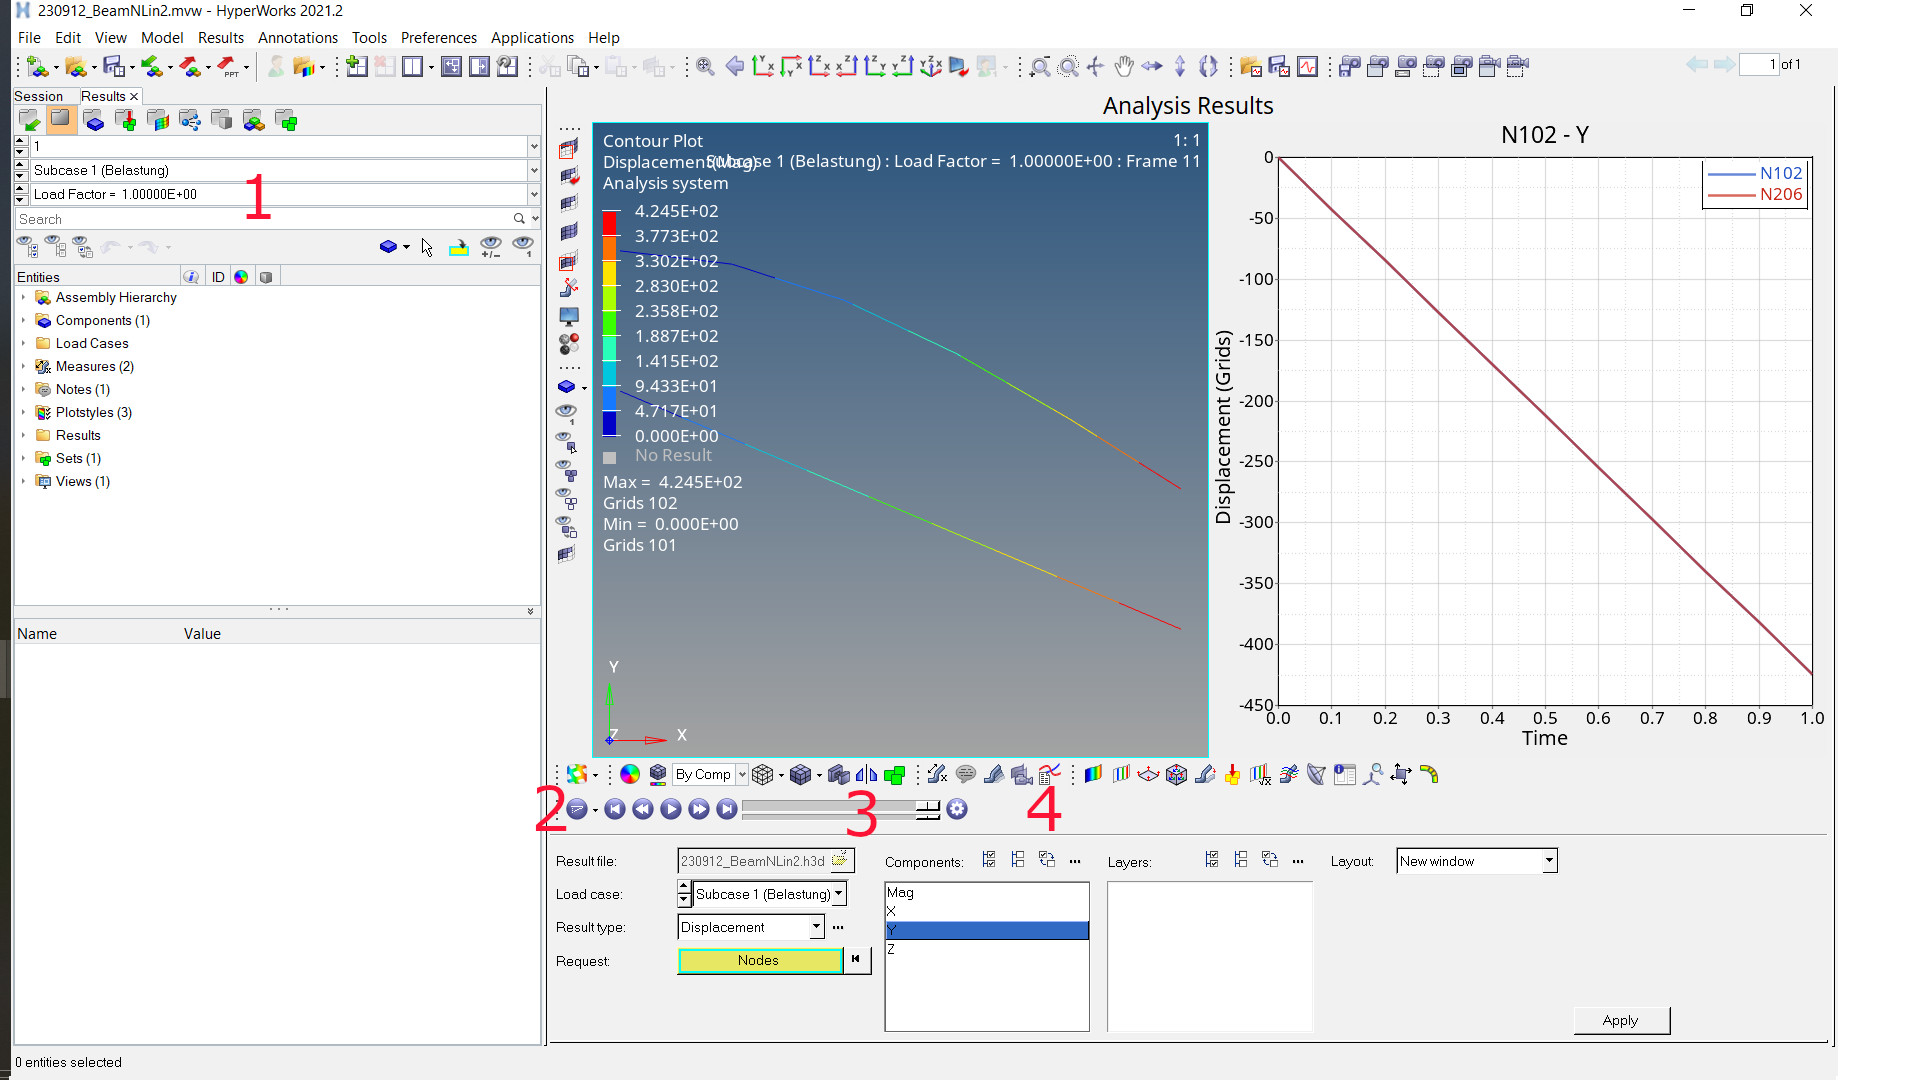 230912_BeamNLin2.mvw - HyperWorks 2021.2
File Edit View Model Results Annotations Tools Preferences Applications Help
1 of 1
Session Results
1
Subcase 1 (Belastung)
Load Factor = 1.00000E+00
1
Search
Entities ID
Assembly Hierarchy
Components (1)
Load Cases
Measures (2)
Notes (1)
Plotstyles (3)
Results
Sets (1)
Views (1)
Name Value
0 entities selected
Analysis Results
Contour Plot 1: 1
Displacement(Mag) Subcase 1 (Belastung) : Load Factor = 1.00000E+00 : Frame 11
Analysis system
4.245E+02
3.773E+02
3.302E+02
2.830E+02
2.358E+02
1.887E+02
1.415E+02
9.433E+01
4.717E+01
0.000E+00
No Result
Max = 4.245E+02
Grids 102
Min = 0.000E+00
Grids 101
Y
Z X
N102 - Y
N102
N206
Displacement (Grids)
0
-50
-100
-150
-200
-250
-300
-350
-400
-450
0.0 0.1 0.2 0.3 0.4 0.5 0.6 0.7 0.8 0.9 1.0
Time
By Comp
2 3 4
Result file: 230912_BeamNLin2.h3d
Load case: Subcase 1 (Belastung)
Result type: Displacement
Request: Nodes
Components:
Mag
X
Y
Z
Layers:
Layout: New window
Apply